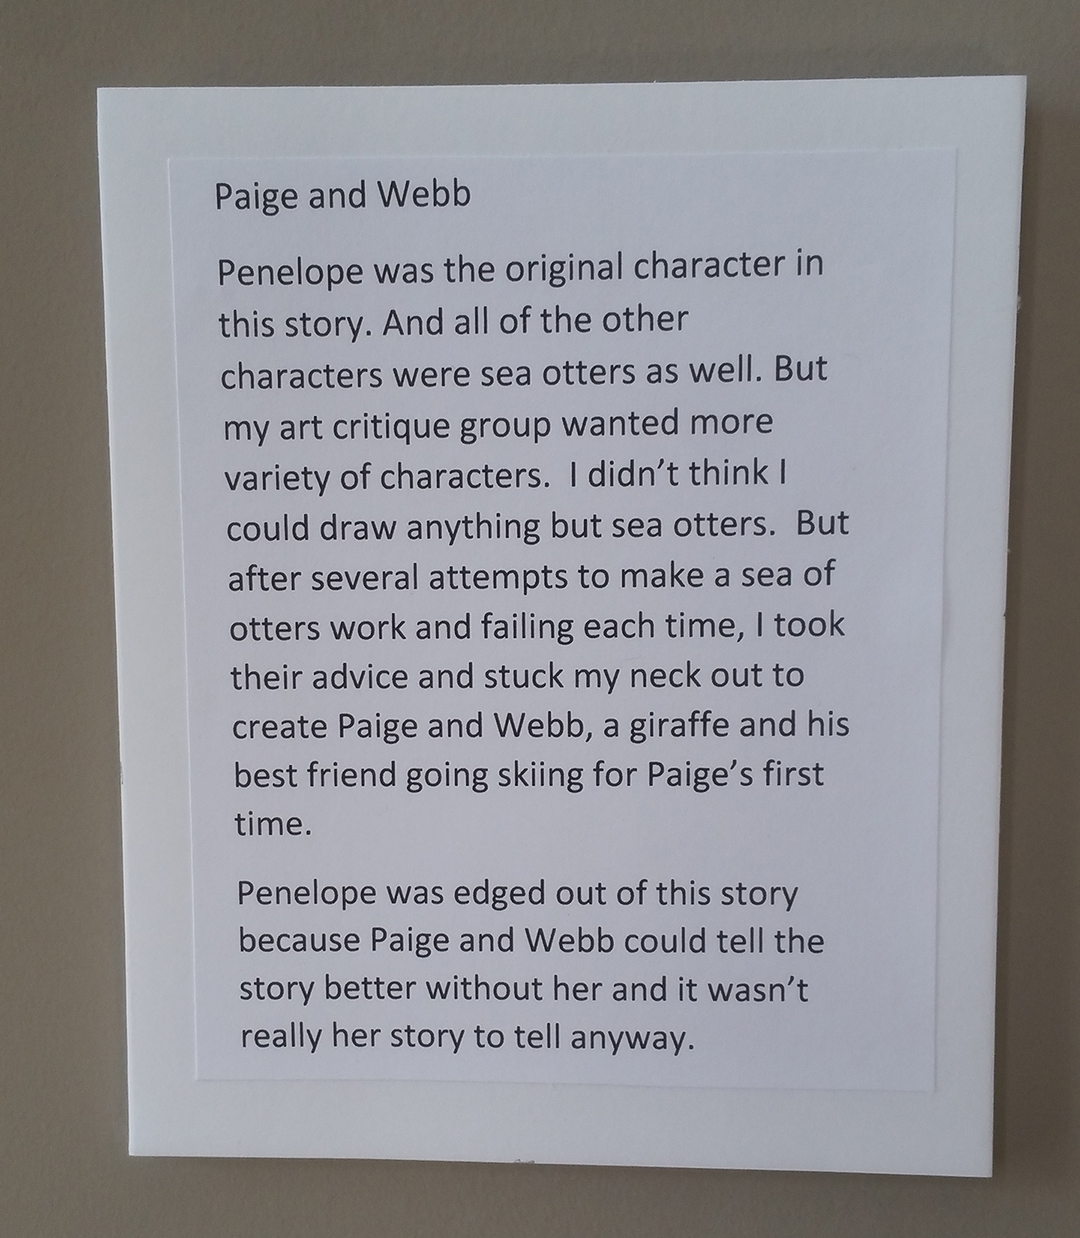 Paige and Webb
Penelope was the original character in
this story. And all of the other
characters were sea otters as well. But
my art critique group wanted more
variety of characters.  I didn’t think I
could draw anything but sea otters.  But
after several attempts to make a sea of
otters work and failing each time, I took
their advice and stuck my neck out to
create Paige and Webb, a giraffe and his
best friend going skiing for Paige’s first
time.
Penelope was edged out of this story
because Paige and Webb could tell the
story better without her and it wasn’t
really her story to tell anyway.